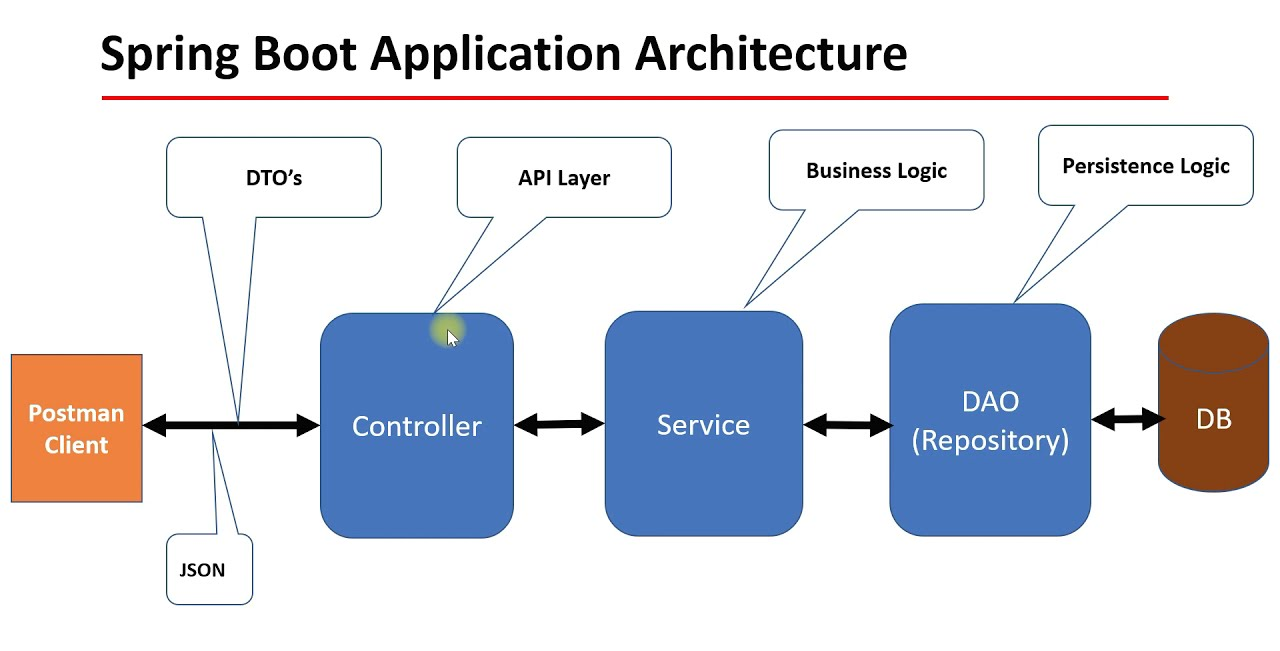 Spring Boot Application Architecture
DTO’s
API Layer
Business Logic
Persistence Logic
Postman
Client
Controller
Service
DAO
(Repository)
DB
JSON